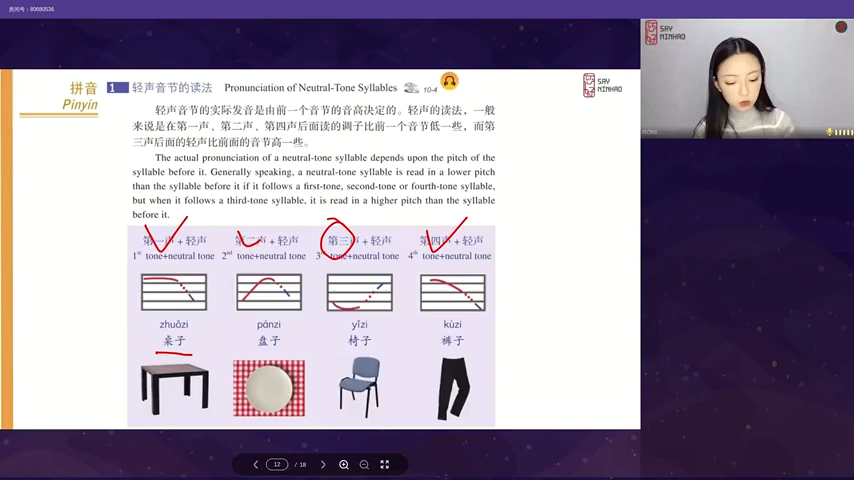 房间号: 80680536
SAY
NINHAO
拼音
Pinyin
1 轻声音节的读法 Pronunciation of Neutral-Tone Syllables 10-4
SAY
NINHAO
轻声音节的实际发音是由前一个音节的音高决定的。轻声的读法，一般
来说是在第一声、第二声、第四声后面读的调子比前一个音节低一些，而第
三声后面的轻声比前面的音节高一些。
The actual pronunciation of a neutral-tone syllable depends upon the pitch of the
syllable before it. Generally speaking, a neutral-tone syllable is read in a lower pitch
than the syllable before it if it follows a first-tone, second-tone or fourth-tone syllable,
but when it follows a third-tone syllable, it is read in a higher pitch than the syllable
before it.
第一声 + 轻声 第二声 + 轻声 第三声 + 轻声 第四声 + 轻声
1st tone+neutral tone 2nd tone+neutral tone 3 tone+neutral tone 4th tone+neutral tone
zhuōzi pánzi yǐzi kùzi
桌子 盘子 椅子 裤子
12 / 18